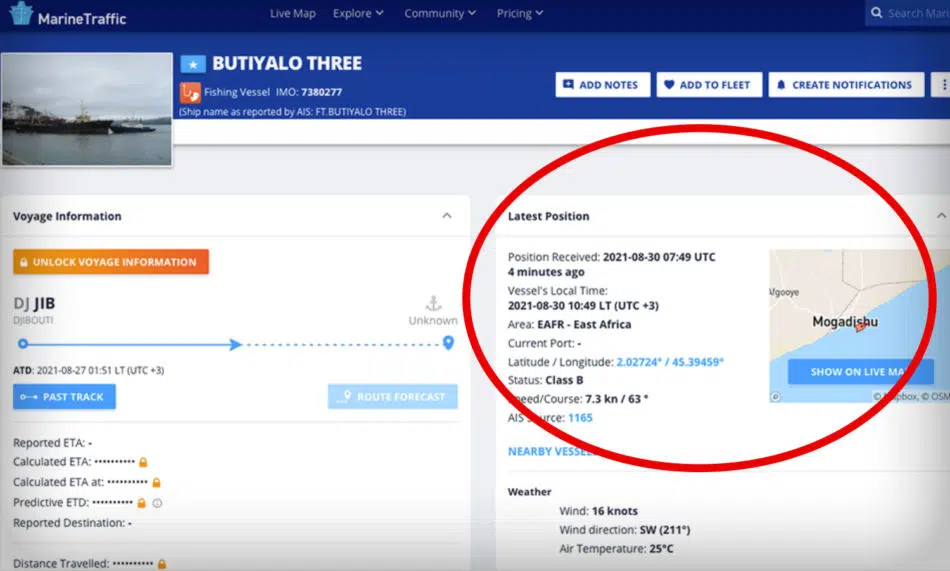 MarineTraffic
Live Map Explore Community Pricing
Search Mari
BUTIYALO THREE
Fishing Vessel IMO: 7380277
(Ship name as reported by AIS: FT.BUTIYALO THREE)
ADD NOTES
ADD TO FLEET
CREATE NOTIFICATIONS
Voyage Information
UNLOCK VOYAGE INFORMATION
DJ JIB
DJIBOUTI
Unknown
ATD: 2021-08-27 01:51 LT (UTC +3)
PAST TRACK
ROUTE FORECAST
Reported ETA: -
Calculated ETA: ••••••••••
Calculated ETA at: ••••••••••
Predictive ETD: ••••••••••
Reported Destination: -
Distance Travelled: ••••••••••
Latest Position
Position Received: 2021-08-30 07:49 UTC
4 minutes ago
Vessel's Local Time:
2021-08-30 10:49 LT (UTC +3)
Area: EAFR - East Africa
Current Port: -
Latitude / Longitude: 2.02724° / 45.39459°
Status: Class B
Speed/Course: 7.3 kn / 63 °
AIS Source: 1165
NEARBY VESSELS
Afgooye
Mogadishu
SHOW ON LIVE MAP
© Mapbox, © OSM
Weather
Wind: 16 knots
Wind direction: SW (211°)
Air Temperature: 25°C